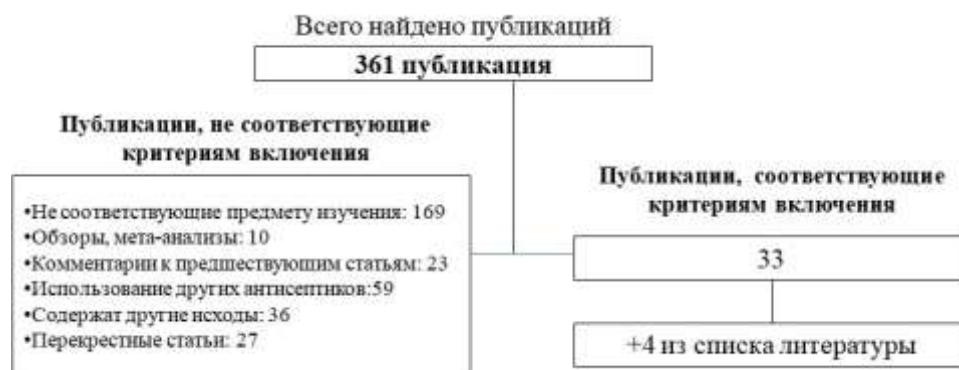 Всего найдено публикаций
361 публикация
Публикации, не соответствующие
критериям включения
•Не соответствующие предмету изучения: 169
•Обзоры, мета-анализы: 10
•Комментарии к предшествующим статьям: 23
•Использование других антисептиков:59
•Содержат другие исходы: 36
•Перекрестные статьи: 27
Публикации, соответствующие
критериям включения
33
+4 из списка литературы